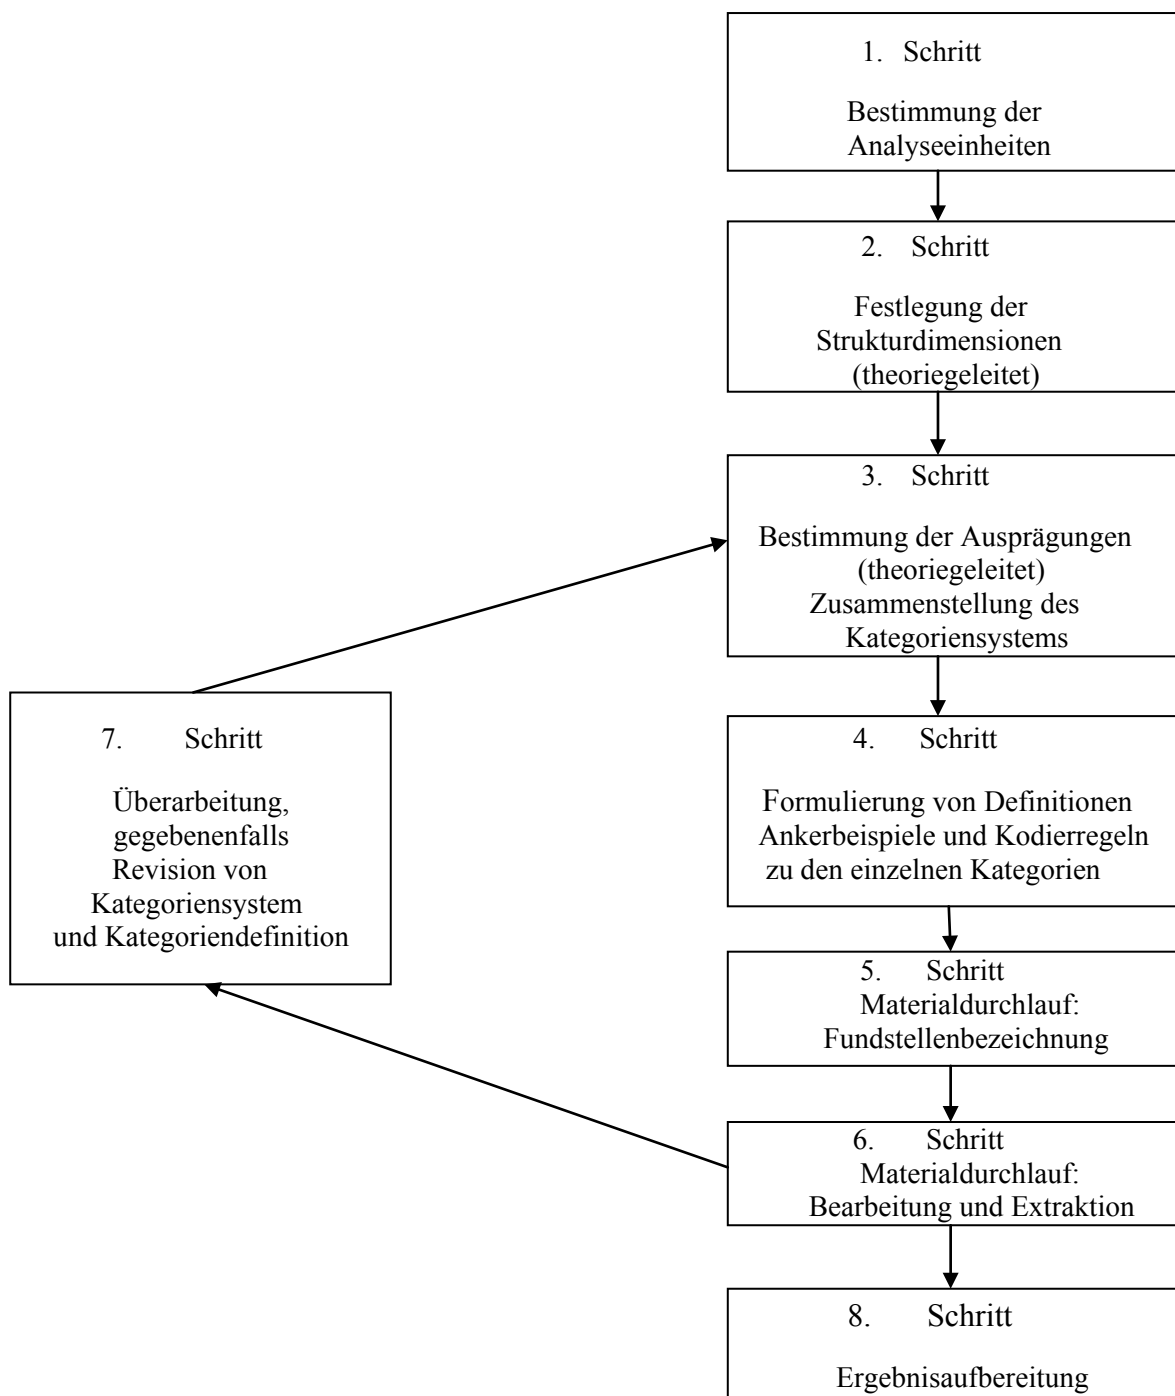 1. Schritt
Bestimmung der
Analyseeinheiten
2. Schritt
Festlegung der
Strukturdimensionen
(theoriegeleitet)
3. Schritt
Bestimmung der Ausprägungen
(theoriegeleitet)
Zusammenstellung des
Kategoriensystems
4. Schritt
Formulierung von Definitionen
Ankerbeispiele und Kodierregeln
zu den einzelnen Kategorien
5. Schritt
Materialdurchlauf:
Fundstellenbezeichnung
6. Schritt
Materialdurchlauf:
Bearbeitung und Extraktion
7. Schritt
Überarbeitung,
gegebenenfalls
Revision von
Kategoriensystem
und Kategoriendefinition
8. Schritt
Ergebnisaufbereitung